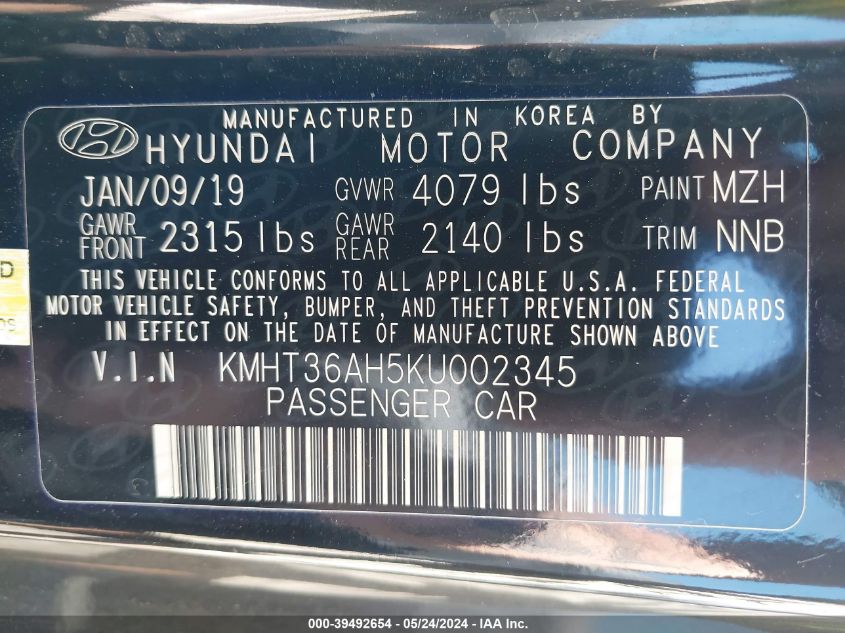 MANUFACTURED IN KOREA BY
HYUNDAI MOTOR COMPANY
JAN/09/19 GVWR 4079 lbs PAINT MZH
GAWR FRONT 2315 lbs GAWR REAR 2140 lbs TRIM NNB
THIS VEHICLE CONFORMS TO ALL APPLICABLE U.S.A. FEDERAL
MOTOR VEHICLE SAFETY, BUMPER, AND THEFT PREVENTION STANDARDS
IN EFFECT ON THE DATE OF MANUFACTURE SHOWN ABOVE
V.I.N KMHT36AH5KU002345
PASSENGER CAR
000-39492654 - 05/24/2024 - IAA Inc.